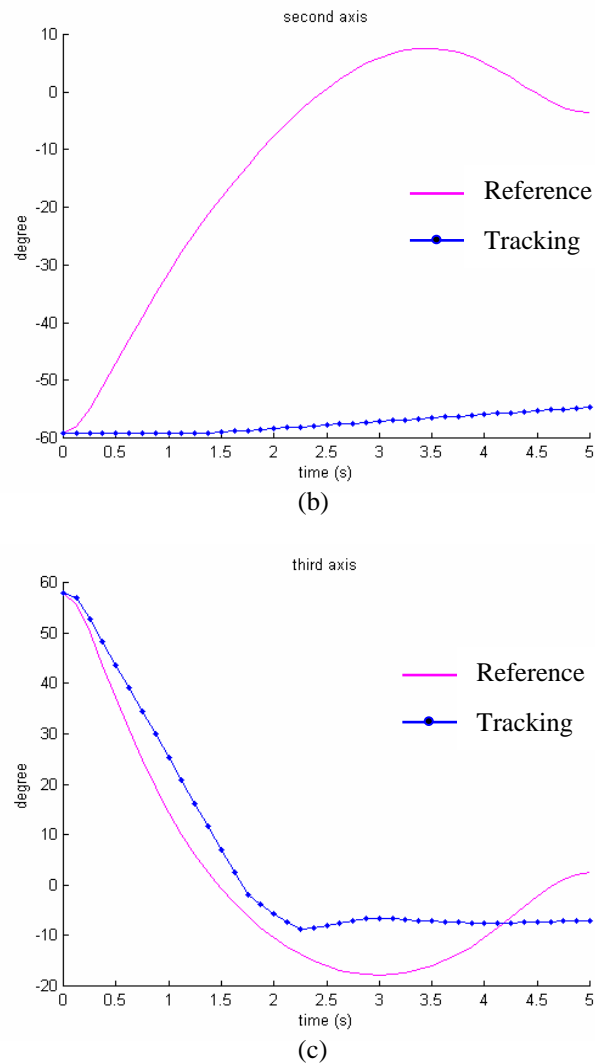 second axis
10
0
-10
-20
-30
-40
-50
-60
degree
Reference
Tracking
0 0.5 1 1.5 2 2.5 3 3.5 4 4.5 5
time (s)
(b)
third axis
60
50
40
30
20
10
0
-10
-20
degree
Reference
Tracking
0 0.5 1 1.5 2 2.5 3 3.5 4 4.5 5
time (s)
(c)